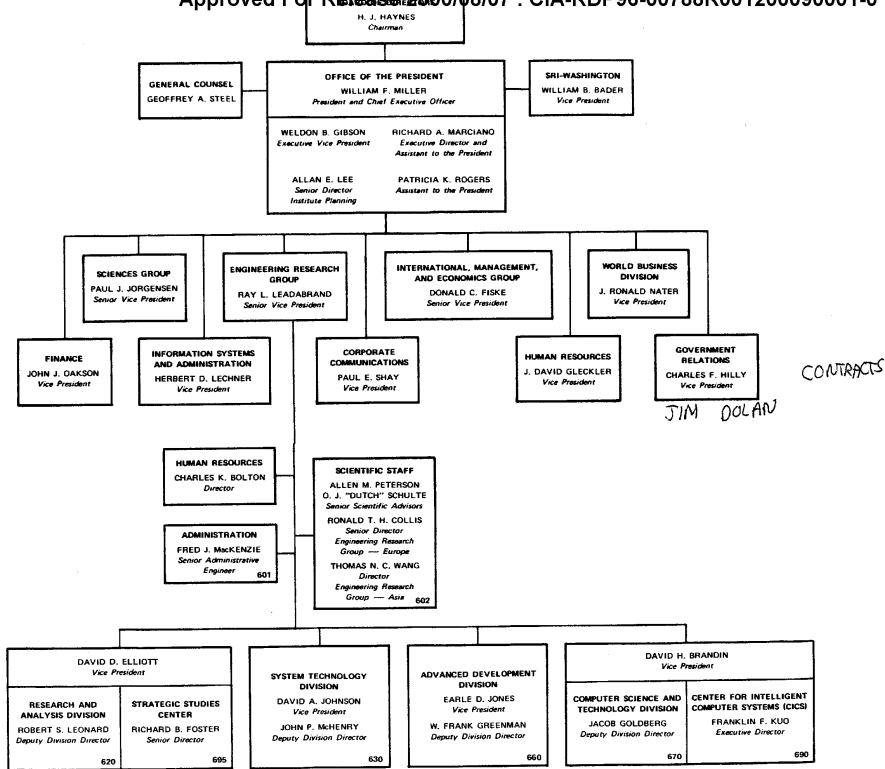 H. J. HAYNES
Chairman
GENERAL COUNSEL
GEOFFREY A. STEEL
OFFICE OF THE PRESIDENT
WILLIAM F. MILLER
President and Chief Executive Officer
WELDON B. GIBSON
Executive Vice President
RICHARD A. MARCIANO
Executive Director and
Assistant to the President
ALLAN E. LEE
Senior Director
Institute Planning
PATRICIA K. ROGERS
Assistant to the President
SRI-WASHINGTON
WILLIAM B. BADER
Vice President
SCIENCES GROUP
PAUL J. JORGENSEN
Senior Vice President
ENGINEERING RESEARCH
GROUP
RAY L. LEADABRAND
Senior Vice President
INTERNATIONAL, MANAGEMENT,
AND ECONOMICS GROUP
DONALD C. FISKE
Senior Vice President
WORLD BUSINESS
DIVISION
J. RONALD NATER
Vice President
FINANCE
JOHN J. OAKSON
Vice President
INFORMATION SYSTEMS
AND ADMINISTRATION
HERBERT D. LECHNER
Vice President
CORPORATE
COMMUNICATIONS
PAUL E. SHAY
Vice President
HUMAN RESOURCES
J. DAVID GLECKLER
Vice President
GOVERNMENT
RELATIONS
CHARLES F. HILLY
Vice President
CONTRACTS
JIM DOLAN
HUMAN RESOURCES
CHARLES K. BOLTON
Director
ADMINISTRATION
FRED J. MacKENZIE
Senior Administrative
Engineer
601
SCIENTIFIC STAFF
ALLEN M. PETERSON
O. J. "DUTCH" SCHULTE
Senior Scientific Advisors
RONALD T. H. COLLIS
Senior Director
Engineering Research
Group — Europe
THOMAS N. C. WANG
Director
Engineering Research
Group — Asia
602
DAVID D. ELLIOTT
Vice President
RESEARCH AND
ANALYSIS DIVISION
ROBERT S. LEONARD
Deputy Division Director
620
STRATEGIC STUDIES
CENTER
RICHARD B. FOSTER
Senior Director
695
SYSTEM TECHNOLOGY
DIVISION
DAVID A. JOHNSON
Vice President
JOHN P. McHENRY
Deputy Division Director
630
ADVANCED DEVELOPMENT
DIVISION
EARLE D. JONES
Vice President
W. FRANK GREENMAN
Deputy Division Director
660
DAVID H. BRANDIN
Vice President
COMPUTER SCIENCE AND
TECHNOLOGY DIVISION
JACOB GOLDBERG
Deputy Division Director
670
CENTER FOR INTELLIGENT
COMPUTER SYSTEMS (CICS)
FRANKLIN F. KUO
Executive Director
690